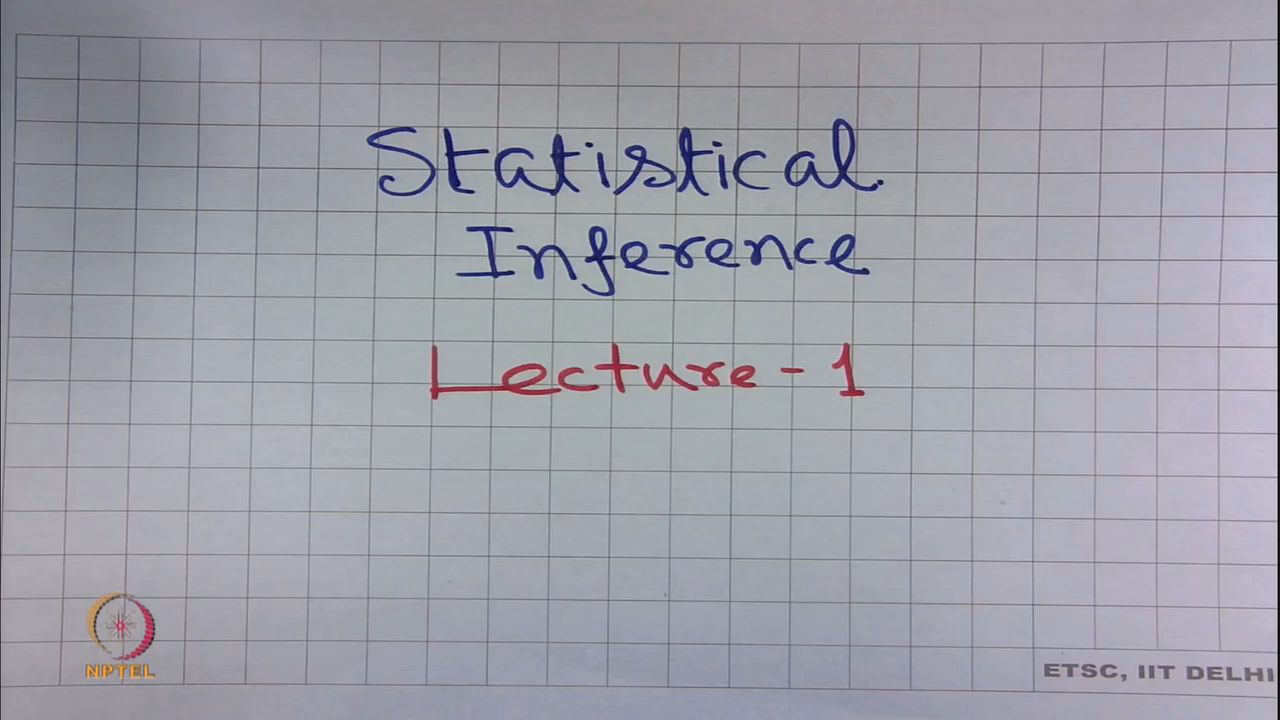 Statistical
Inference
Lecture - 1
NPTEL
ETSC, IIT DELHI